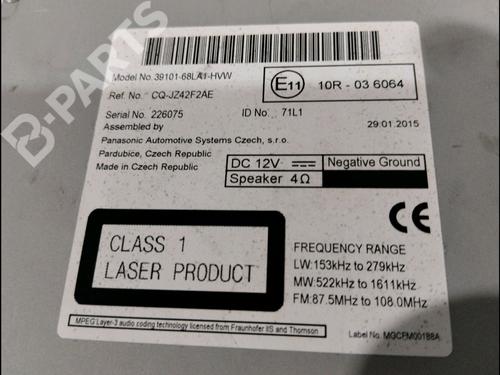 B-PARTS
Model No. 39101-68LA1-HVW
Ref. No. CQ-JZ42F2AE
Serial No. 226075 ID No. 71L1
Assembled by
Panasonic Automotive Systems Czech, s.r.o.
Pardubice, Czech Republic
Made in Czech Republic
E11 10R - 03 6064
29.01.2015
DC 12V Negative Ground
Speaker 4Ω
CE
CLASS 1
LASER PRODUCT
FREQUENCY RANGE
LW:153kHz to 279kHz
MW:522kHz to 1611kHz
FM:87.5MHz to 108.0MHz
MPEG Layer-3 audio coding technology licensed from Fraunhofer IIS and Thomson
Label No. MGCFM00188A